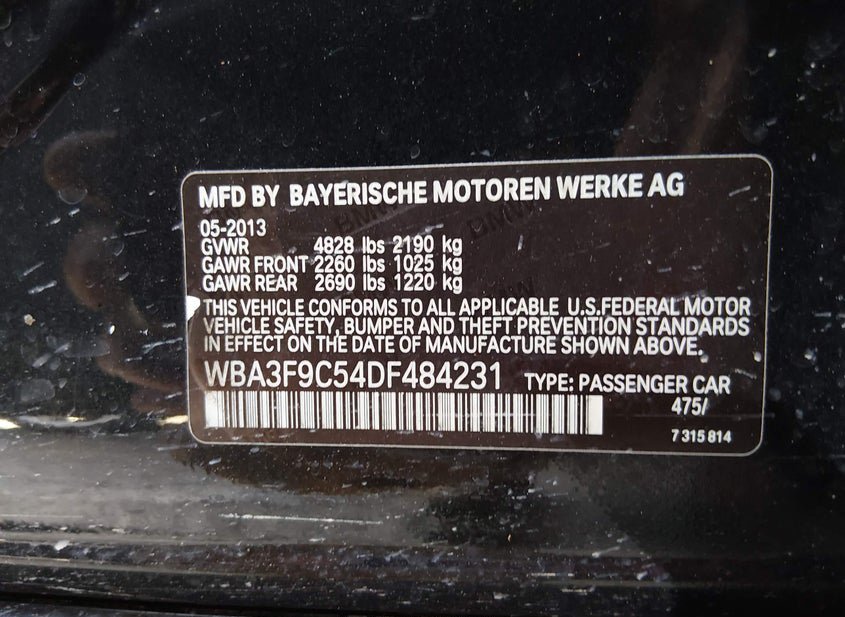 MFD BY BAYERISCHE MOTOREN WERKE AG
05-2013
GVWR 4828 lbs 2190 kg
GAWR FRONT 2260 lbs 1025 kg
GAWR REAR 2690 lbs 1220 kg
THIS VEHICLE CONFORMS TO ALL APPLICABLE U.S.FEDERAL MOTOR
VEHICLE SAFETY, BUMPER AND THEFT PREVENTION STANDARDS
IN EFFECT ON THE DATE OF MANUFACTURE SHOWN ABOVE.
WBA3F9C54DF484231 TYPE: PASSENGER CAR
475/
7 315 814